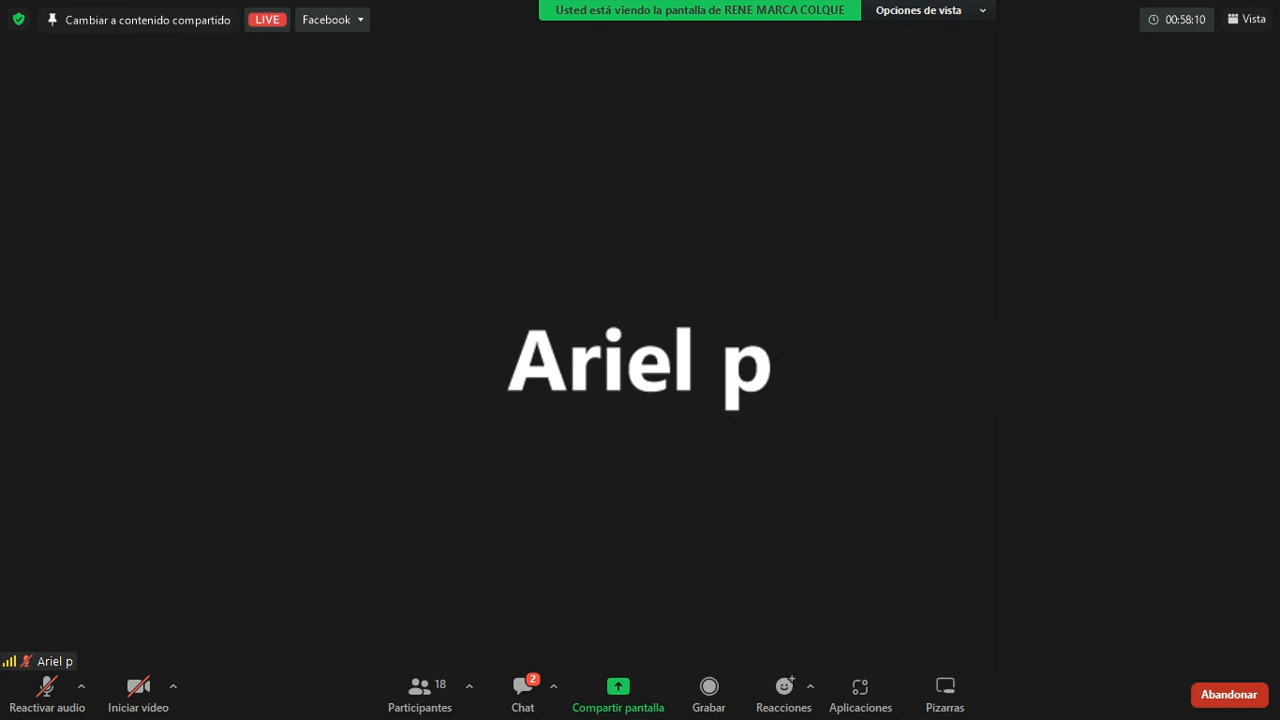 Cambiar a contenido compartido LIVE Facebook Usted está viendo la pantalla de RENE MARCA COLQUE Opciones de vista 00:58:10 Vista
Ariel p
Ariel p
18 2
Reactivar audio Iniciar vídeo Participantes Chat Compartir pantalla Grabar Reacciones Aplicaciones Pizarras Abandonar